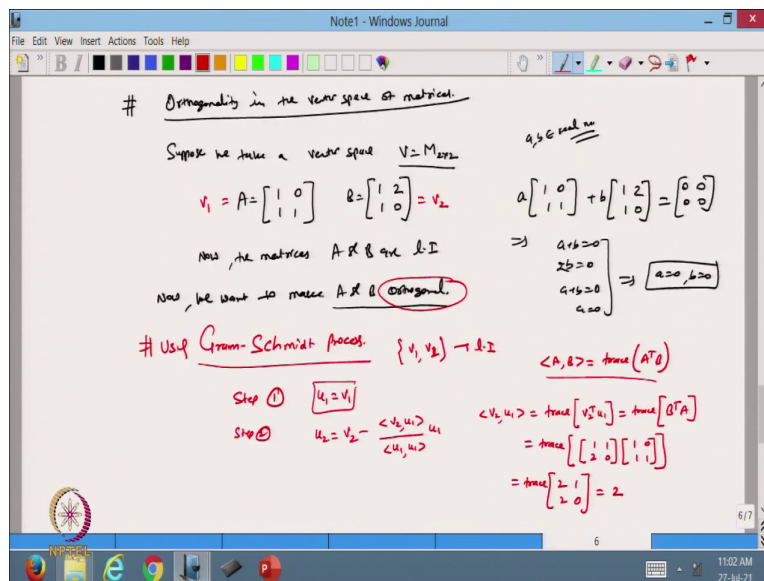 Note1 - Windows Journal
File Edit View Insert Actions Tools Help
# Orthogonality in the vector space of matrices.
Suppose we take a vector space V = M₂ₓ₂
a, b ∈ real no
v₁ = A = [1 0; 1 1] B = [1 2; 1 0] = v₂
a[1 0; 1 1] + b[1 2; 1 0] = [0 0; 0 0]
Now, the matrices A & B are l.I
⇒ a+b=0
2b=0
a+b=0
a=0
⇒ a=0, b=0
Now, we want to make A & B orthogonal.
# Using Gram-Schmidt Process. {v₁, v₂} → l.I
<A, B> = trace(AᵀB)
Step ① u₁ = v₁
Step ② u₂ = v₂ - <v₂, u₁>/<u₁, u₁> u₁
<v₂, u₁> = trace[v₂ᵀu₁] = trace[BᵀA]
= trace[[1 1; 2 0][1 0; 1 1]]
= trace[2 1; 2 0] = 2
NPTEL
6/7
6
11:02 AM
27-Jul-21